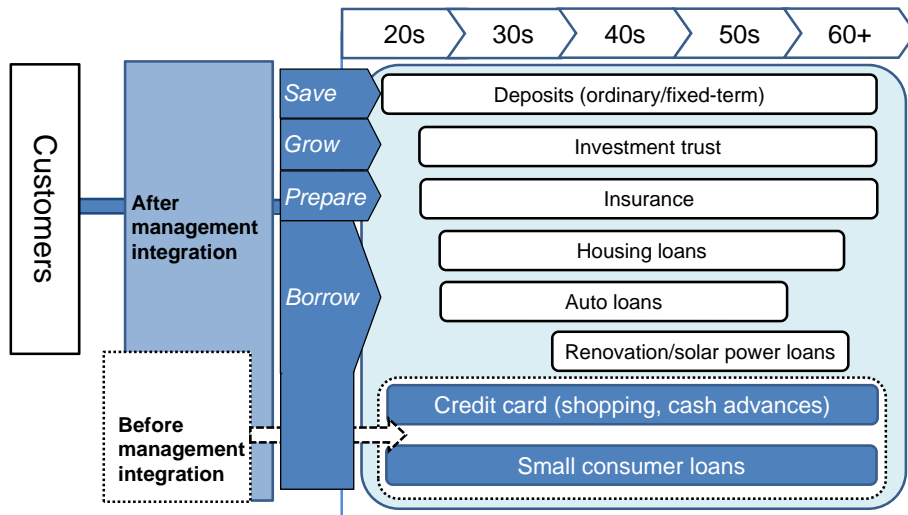 20s
30s
40s
50s
60+
Customers
After
management
integration
Before
management
integration
Save
Grow
Prepare
Borrow
Deposits (ordinary/fixed-term)
Investment trust
Insurance
Housing loans
Auto loans
Renovation/solar power loans
Credit card (shopping, cash advances)
Small consumer loans